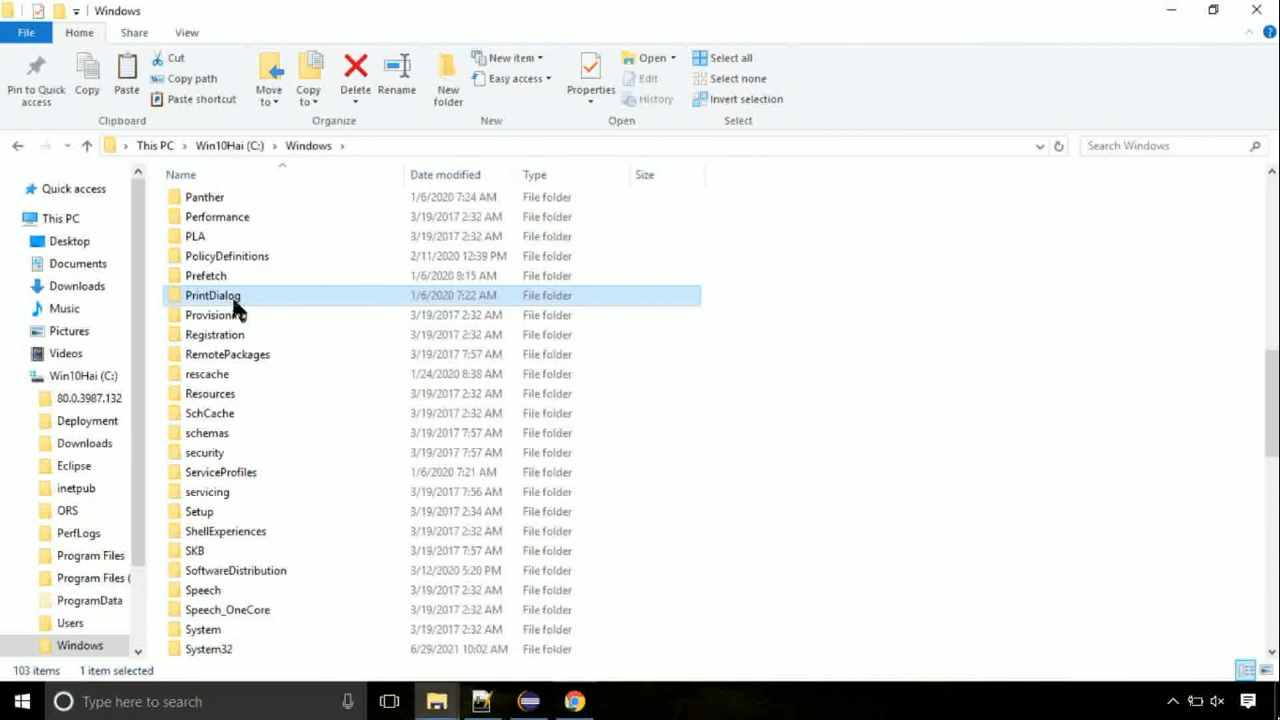 Windows
File Home Share View
Pin to Quick access
Copy
Paste
Cut
Copy path
Paste shortcut
Clipboard
Move to
Copy to
Delete
Rename
Organize
New folder
New item
Easy access
New
Properties
Open
Edit
History
Open
Select all
Select none
Invert selection
Select
This PC > Win10Hai (C:) > Windows >
Search Windows
Quick access
This PC
Desktop
Documents
Downloads
Music
Pictures
Videos
Win10Hai (C:)
80.0.3987.132
Deployment
Downloads
Eclipse
inetpub
ORS
PerfLogs
Program Files
Program Files (
ProgramData
Users
Windows
Name Date modified Type Size
Panther 1/6/2020 7:24 AM File folder
Performance 3/19/2017 2:32 AM File folder
PLA 3/19/2017 2:32 AM File folder
PolicyDefinitions 2/11/2020 12:39 PM File folder
Prefetch 1/6/2020 8:15 AM File folder
PrintDialog 1/6/2020 7:22 AM File folder
3/19/2017 2:32 AM File folder
Registration 3/19/2017 2:32 AM File folder
RemotePackages 3/19/2017 7:57 AM File folder
rescache 1/24/2020 8:38 AM File folder
Resources 3/19/2017 2:32 AM File folder
SchCache 3/19/2017 2:32 AM File folder
schemas 3/19/2017 7:57 AM File folder
security 3/19/2017 7:57 AM File folder
ServiceProfiles 1/6/2020 7:21 AM File folder
servicing 3/19/2017 7:56 AM File folder
Setup 3/19/2017 2:34 AM File folder
ShellExperiences 3/19/2017 2:32 AM File folder
SKB 3/19/2017 7:57 AM File folder
SoftwareDistribution 3/12/2020 5:20 PM File folder
Speech 3/19/2017 2:32 AM File folder
Speech_OneCore 3/19/2017 2:32 AM File folder
System 3/19/2017 2:32 AM File folder
System32 6/29/2021 10:02 AM File folder
103 items 1 item selected
Type here to search